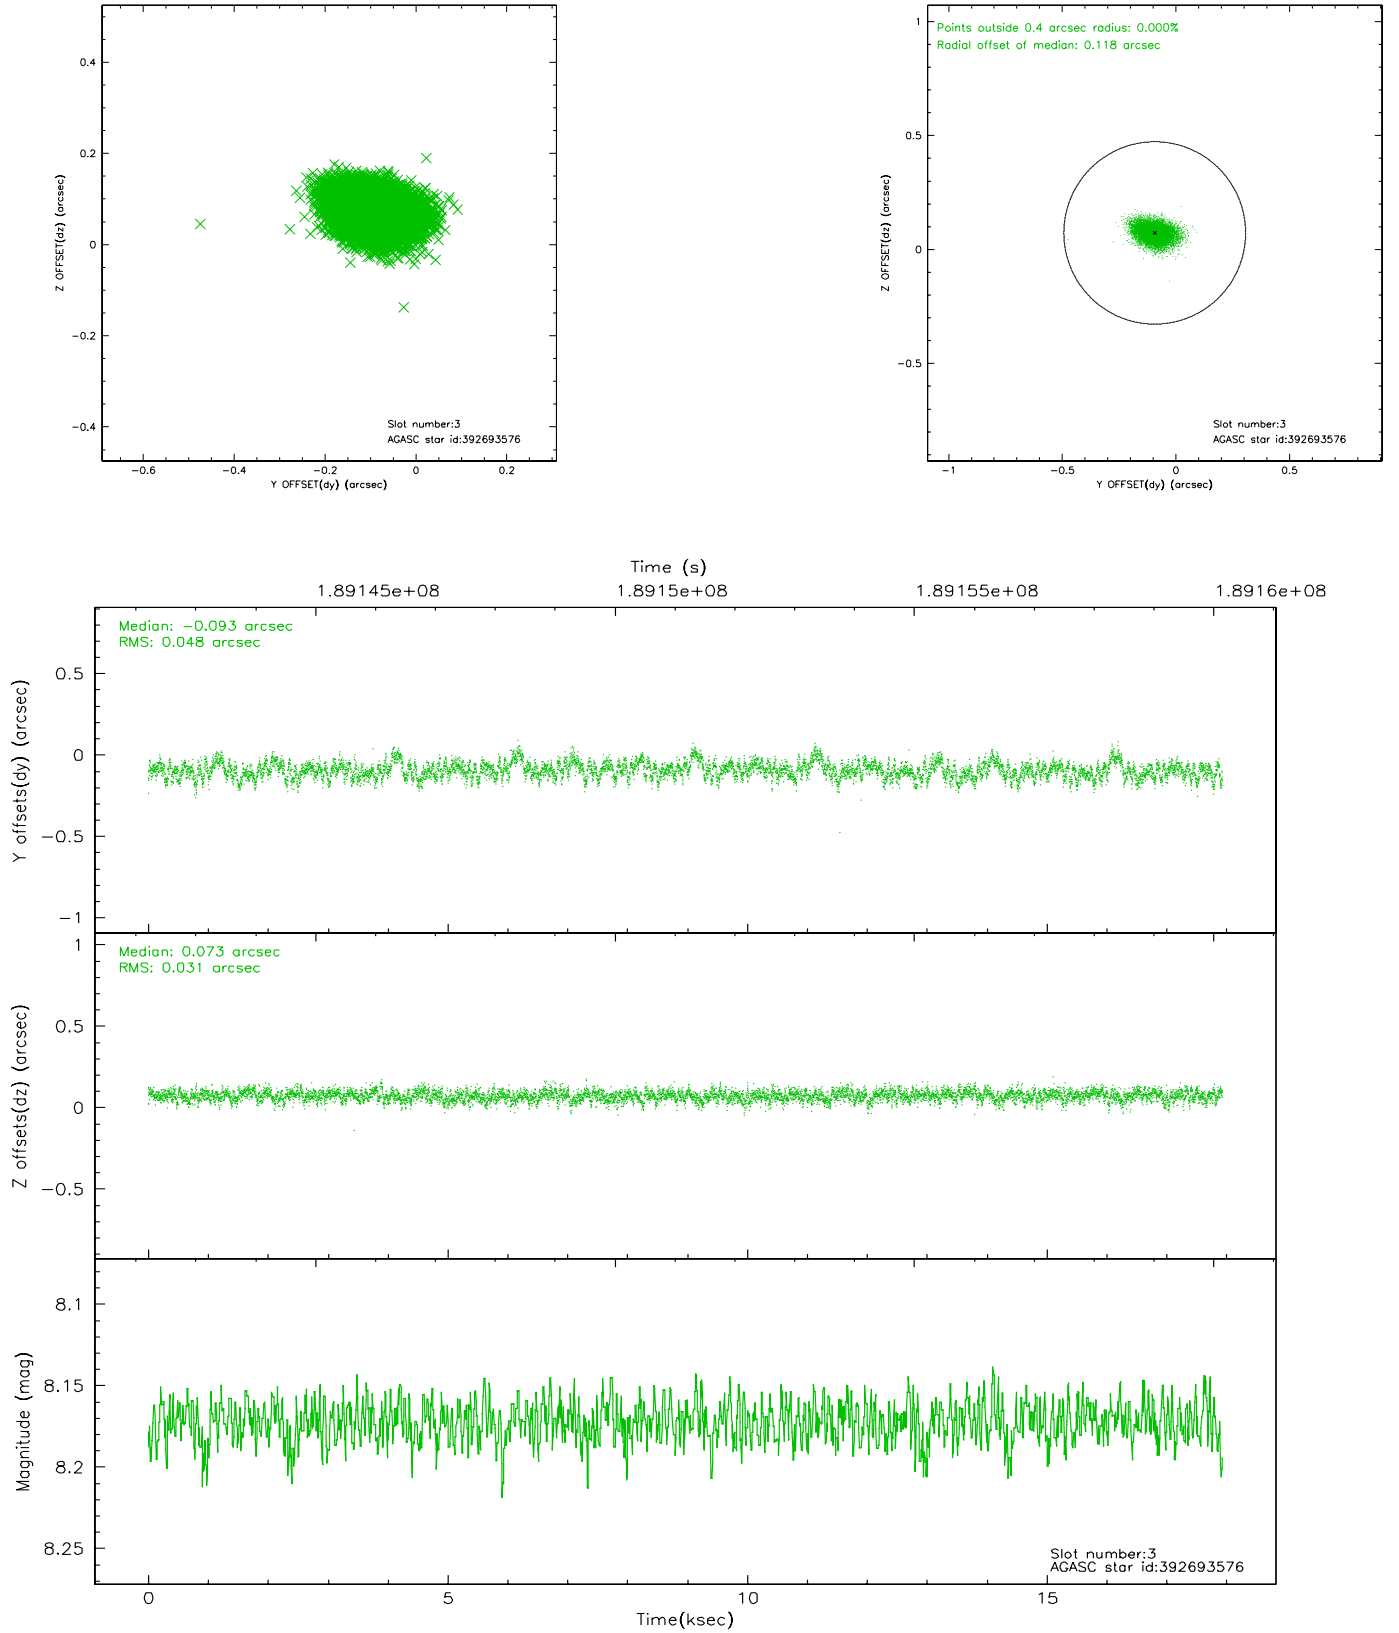 0.4
0.2
0
−0.2
−0.4
Z OFFSET(dz) (arcsec)
Slot number:3
AGASC star id:392693576
−0.6 −0.4 −0.2 0 0.2
Y OFFSET(dy) (arcsec)
Points outside 0.4 arcsec radius: 0.000%
Radial offset of median: 0.118 arcsec
1
0.5
0
−0.5
Z OFFSET(dz) (arcsec)
Slot number:3
AGASC star id:392693576
−1 −0.5 0 0.5
Y OFFSET(dy) (arcsec)
Time (s)
1.89145e+08 1.8915e+08 1.89155e+08 1.8916e+08
Median: −0.093 arcsec
RMS: 0.048 arcsec
0.5
0
−0.5
−1
Y offsets(dy) (arcsec)
Median: 0.073 arcsec
RMS: 0.031 arcsec
1
0.5
0
−0.5
Z offsets(dz) (arcsec)
8.1
8.15
8.2
8.25
Magnitude (mag)
Slot number:3
AGASC star id:392693576
0 5 10 15
Time(ksec)